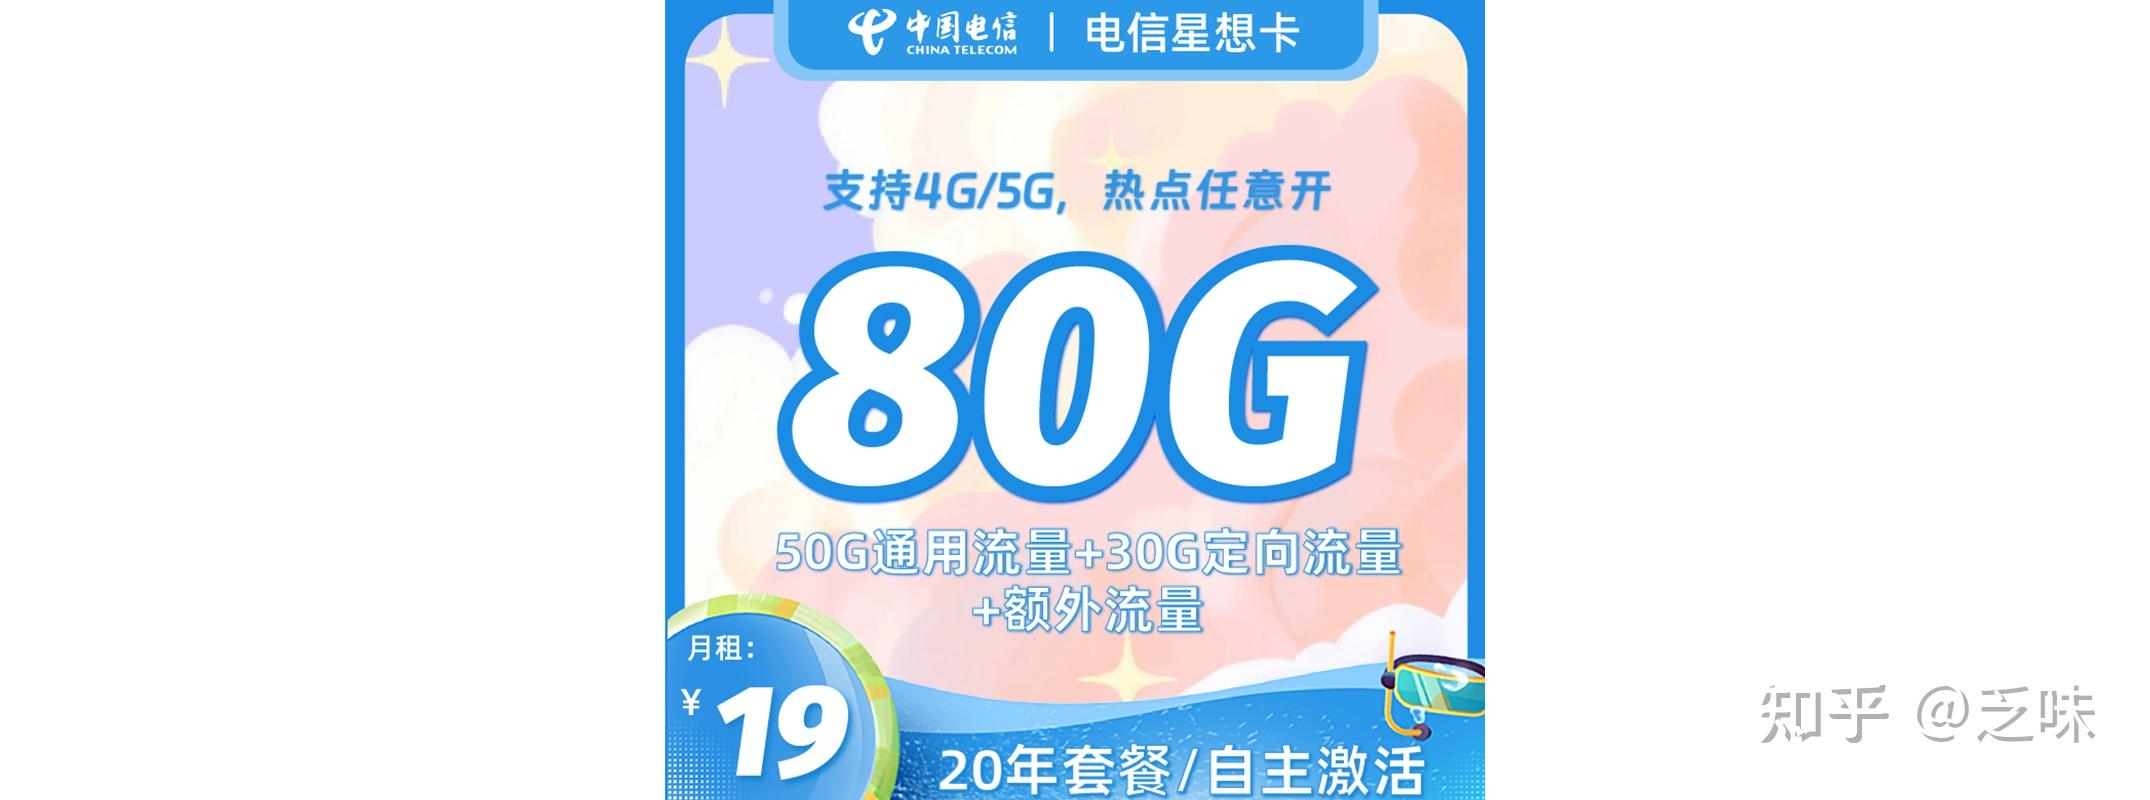 中国电信
CHINA TELECOM
电信星想卡
支持4G/5G，热点任意开
80G
50G通用流量+30G定向流量
+额外流量
月租：
¥19
20年套餐/自主激活
知乎 @乏味